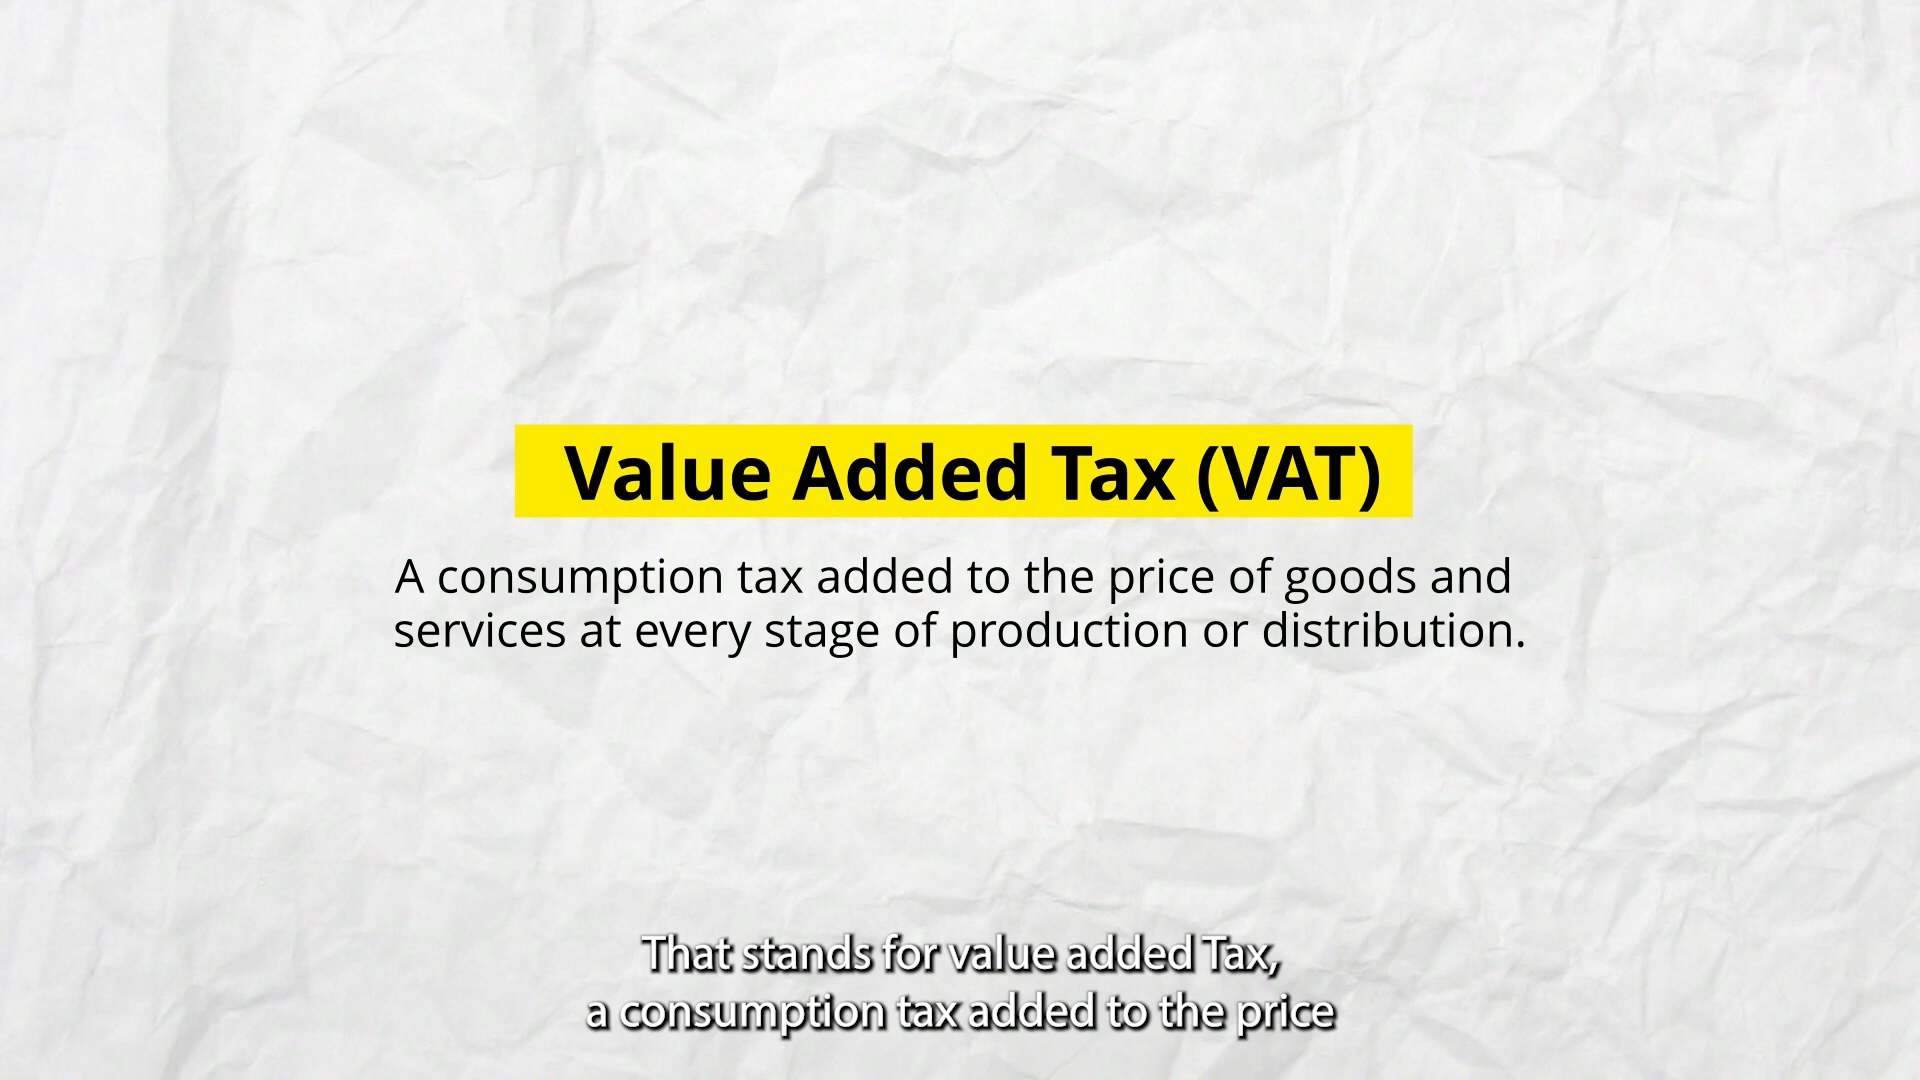 Value Added Tax (VAT)
A consumption tax added to the price of goods and
services at every stage of production or distribution.
That stands for value added Tax,
a consumption tax added to the price